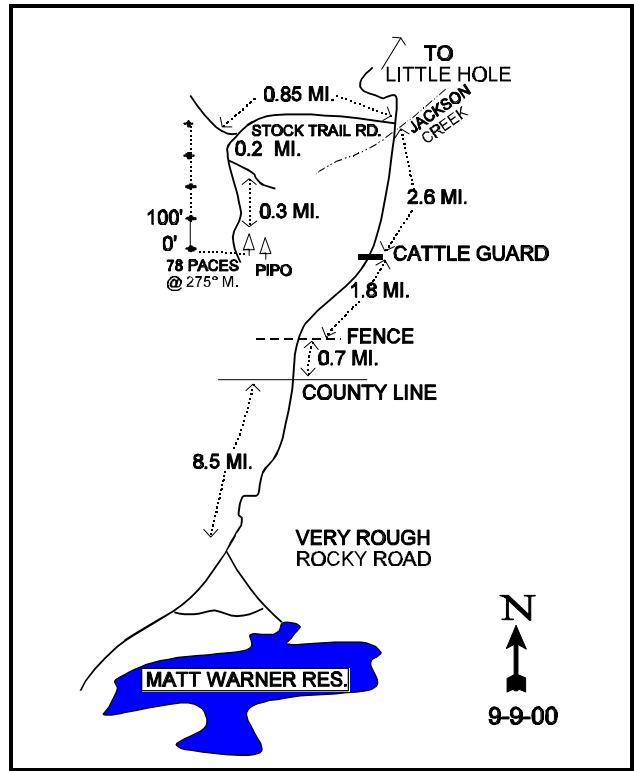 TO
LITTLE HOLE
0.85 MI.
STOCK TRAIL RD.
JACKSON
CREEK
0.2 MI.
2.6 MI.
0.3 MI.
100'
0'
CATTLE GUARD
78 PACES
@ 275° M.
PIPO
1.8 MI.
FENCE
0.7 MI.
COUNTY LINE
8.5 MI.
VERY ROUGH
ROCKY ROAD
N
MATT WARNER RES.
9-9-00